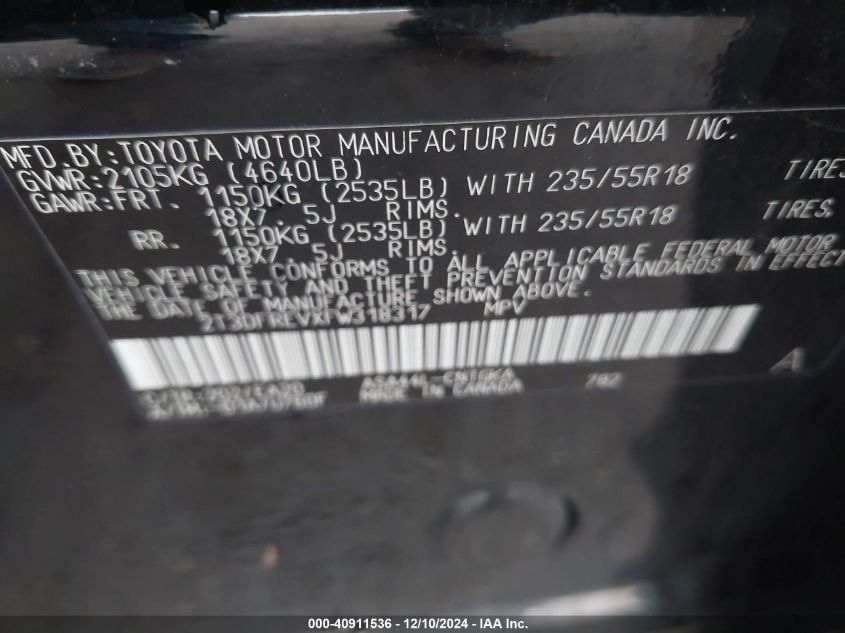 MFD.BY:TOYOTA MOTOR MANUFACTURING CANADA INC.
GVWR:2105KG (4640LB)
GAWR:FRT. 1150KG (2535LB) WITH 235/55R18 TIRES
18X7.5J RIMS.
RR. 1150KG (2535LB) WITH 235/55R18 TIRES.
18X7.5J RIMS.
THIS VEHICLE CONFORMS TO ALL APPLICABLE FEDERAL MOTOR
VEHICLE SAFETY AND THEFT PREVENTION STANDARDS IN EFFECT
THE DATE OF MANUFACTURE SHOWN ABOVE.
2T3DFREVXFW318317 MPV
MADE IN CANADA 782
A
000-40911536 - 12/10/2024 - IAA Inc.